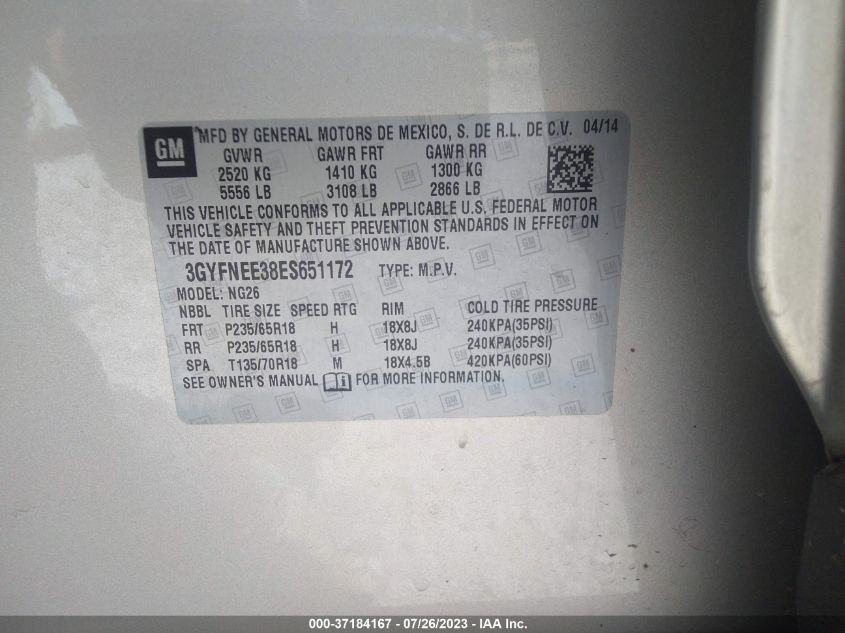 GM MFD BY GENERAL MOTORS DE MEXICO, S. DE R.L. DE C.V. 04/14
GVWR GAWR FRT GAWR RR
2520 KG 1410 KG 1300 KG
5556 LB 3108 LB 2866 LB
THIS VEHICLE CONFORMS TO ALL APPLICABLE U.S. FEDERAL MOTOR
VEHICLE SAFETY AND THEFT PREVENTION STANDARDS IN EFFECT ON
THE DATE OF MANUFACTURE SHOWN ABOVE.
3GYFNEE38ES651172 TYPE: M.P.V.
MODEL: NG26
NBBL TIRE SIZE SPEED RTG RIM COLD TIRE PRESSURE
FRT P235/65R18 H 18X8J 240KPA(35PSI)
RR P235/65R18 H 18X8J 240KPA(35PSI)
SPA T135/70R18 M 18X4.5B 420KPA(60PSI)
SEE OWNER'S MANUAL i FOR MORE INFORMATION.
000-37184167 - 07/26/2023 - IAA Inc.